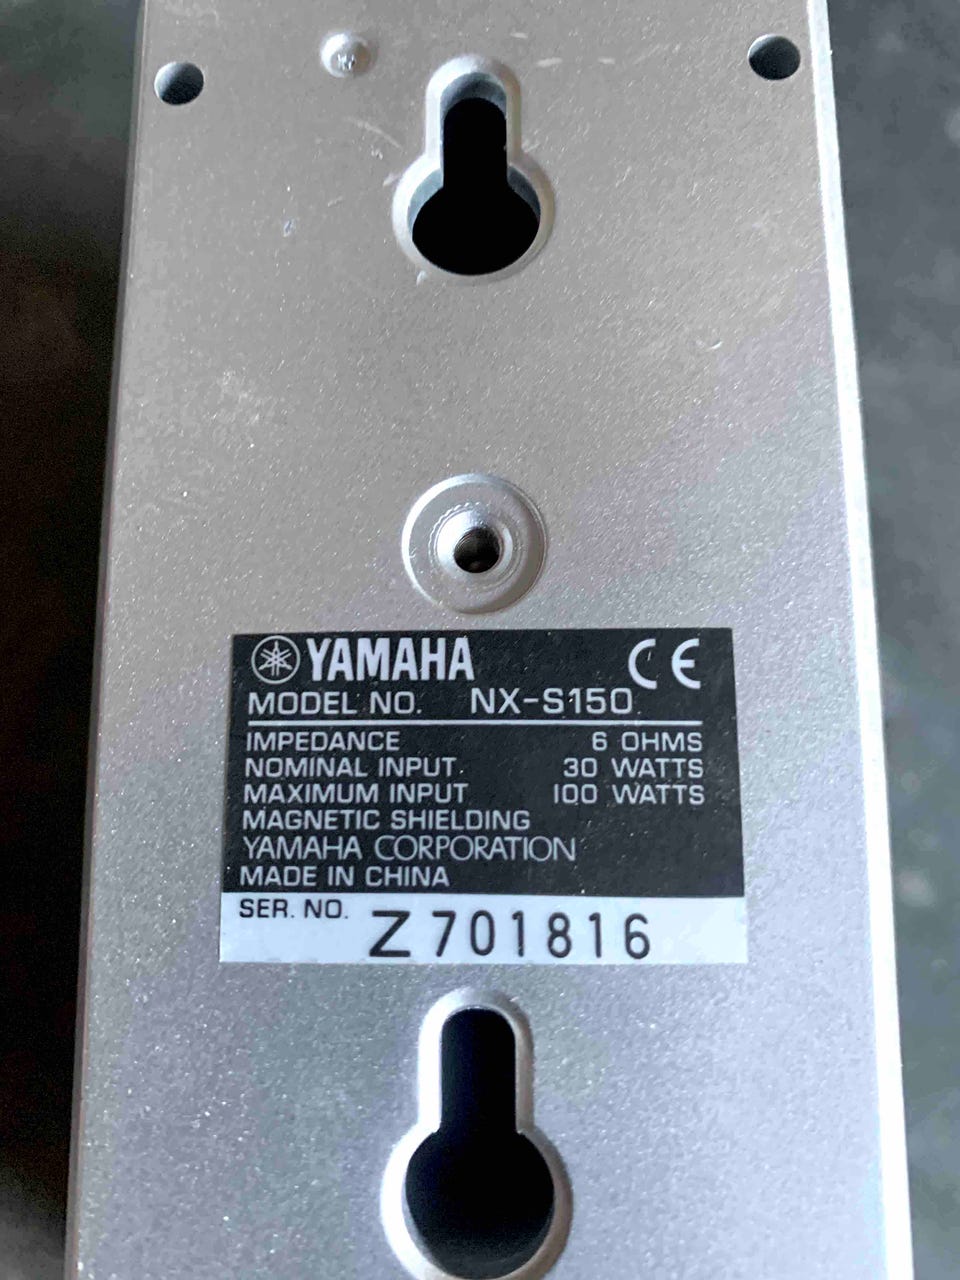 YAMAHA CE
MODEL NO. NX-S150
IMPEDANCE 6 OHMS
NOMINAL INPUT 30 WATTS
MAXIMUM INPUT 100 WATTS
MAGNETIC SHIELDING
YAMAHA CORPORATION
MADE IN CHINA
SER. NO. Z701816